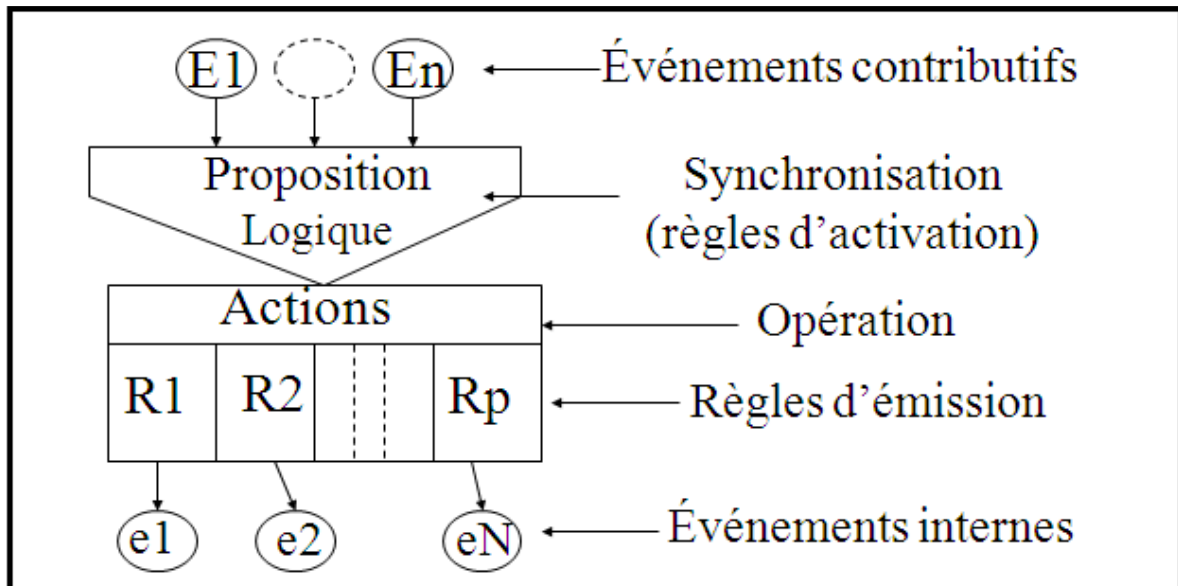 E1 En Événements contributifs
Proposition
Logique
Synchronisation
(règles d'activation)
Actions
Opération
R1 R2 Rp
Règles d'émission
e1 e2 eN
Événements internes